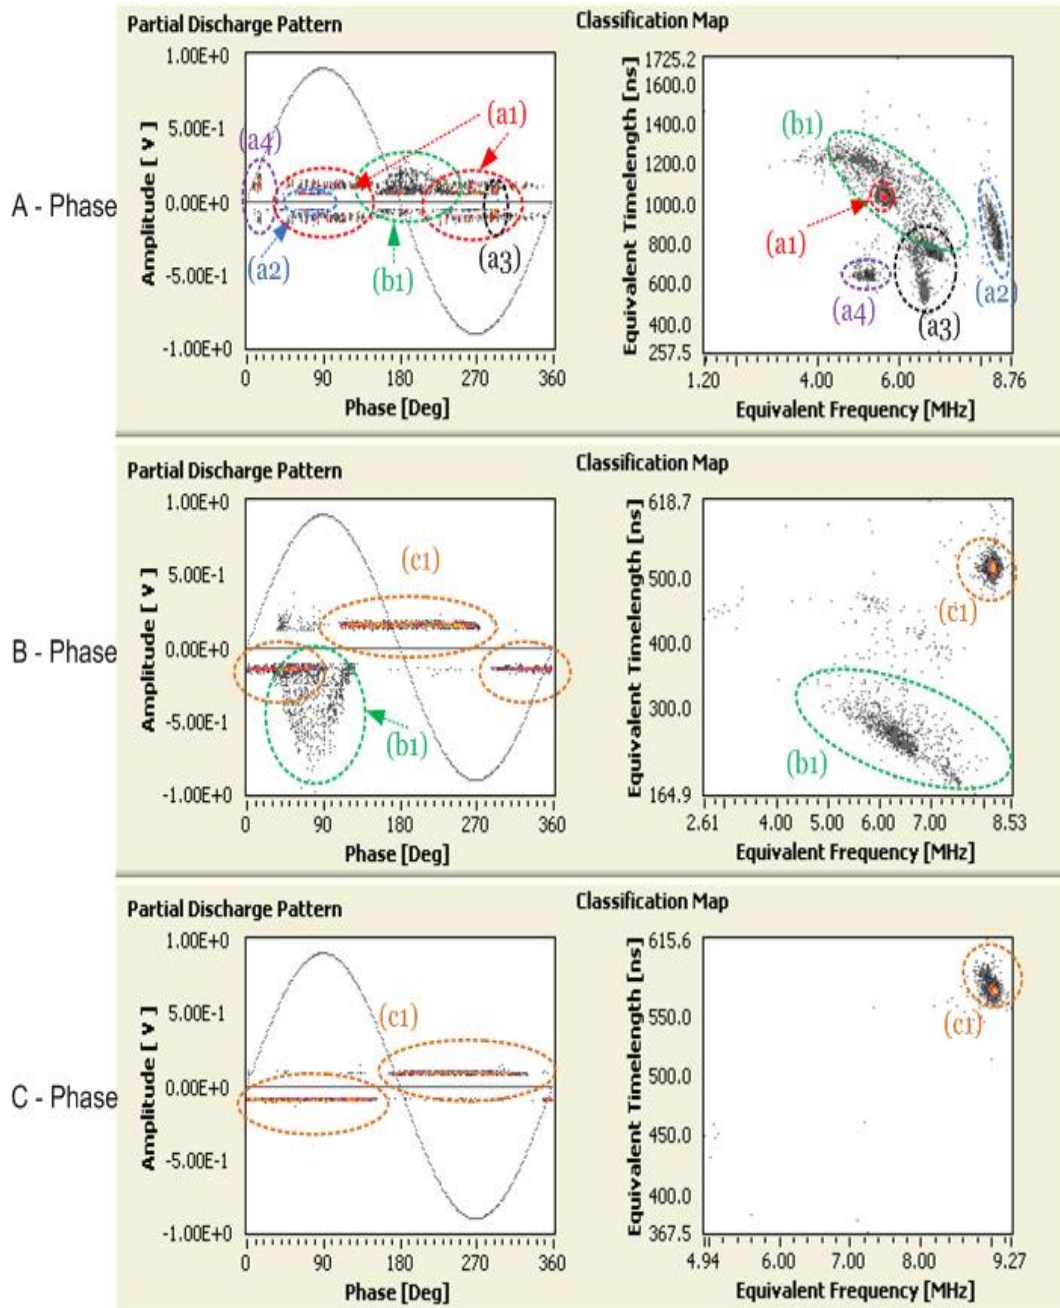 Partial Discharge Pattern
Classification Map
A - Phase
Amplitude [ V ]
1.00E+0
5.00E-1
0.00E+0
-5.00E-1
-1.00E+0
(a4)
(a1)
(a2)
(b1)
(a3)
0 90 180 270 360
Phase [Deg]
Equivalent Timelength [ns]
1725.2
1400.0
1200.0
1000.0
800.0
600.0
400.0
257.5
(b1)
(a1)
(a4)
(a3)
(a2)
1.20 4.00 6.00 8.76
Equivalent Frequency [MHz]
Partial Discharge Pattern
Classification Map
B - Phase
Amplitude [ V ]
1.00E+0
5.00E-1
0.00E+0
-5.00E-1
-1.00E+0
(c1)
(b1)
0 90 180 270 360
Phase [Deg]
Equivalent Timelength [ns]
618.7
500.0
400.0
300.0
164.9
(c1)
(b1)
2.61 4.00 5.00 6.00 7.00 8.53
Equivalent Frequency [MHz]
Partial Discharge Pattern
Classification Map
C - Phase
Amplitude [ V ]
1.00E+0
5.00E-1
0.00E+0
-5.00E-1
-1.00E+0
(c1)
0 90 180 270 360
Phase [Deg]
Equivalent Timelength [ns]
615.6
550.0
500.0
450.0
400.0
367.5
(c1)
4.94 6.00 7.00 8.00 9.27
Equivalent Frequency [MHz]